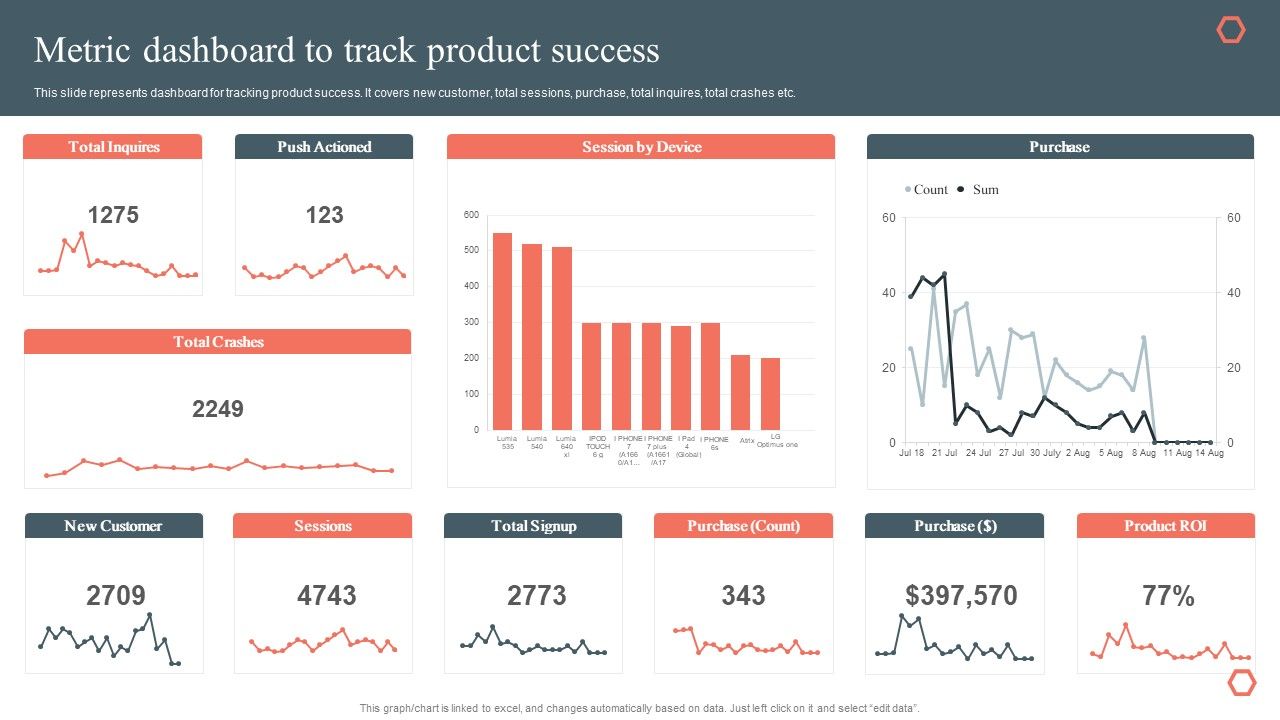 Metric dashboard to track product success
This slide represents dashboard for tracking product success. It covers new customer, total sessions, purchase, total inquires, total crashes etc.
Total Inquires
1275
Push Actioned
123
Total Crashes
2249
Session by Device
600
500
400
300
200
100
0
Lumia
535
Lumia
540
Lumia
640
xl
IPOD
TOUCH
6 g
I PHONE
7
(A166
0/A1...
I PHONE
7 plus
(A1661
/A17
I Pad
4
(Global)
I PHONE
6s
Atrix
LG
Optimus one
Purchase
Count Sum
60 60
40 40
20 20
0 0
Jul 18 21 Jul 24 Jul 27 Jul 30 July 2 Aug 5 Aug 8 Aug 11 Aug 14 Aug
New Customer
2709
Sessions
4743
Total Signup
2773
Purchase (Count)
343
Purchase ($)
$397,570
Product ROI
77%
This graph/chart is linked to excel, and changes automatically based on data. Just left click on it and select “edit data”.